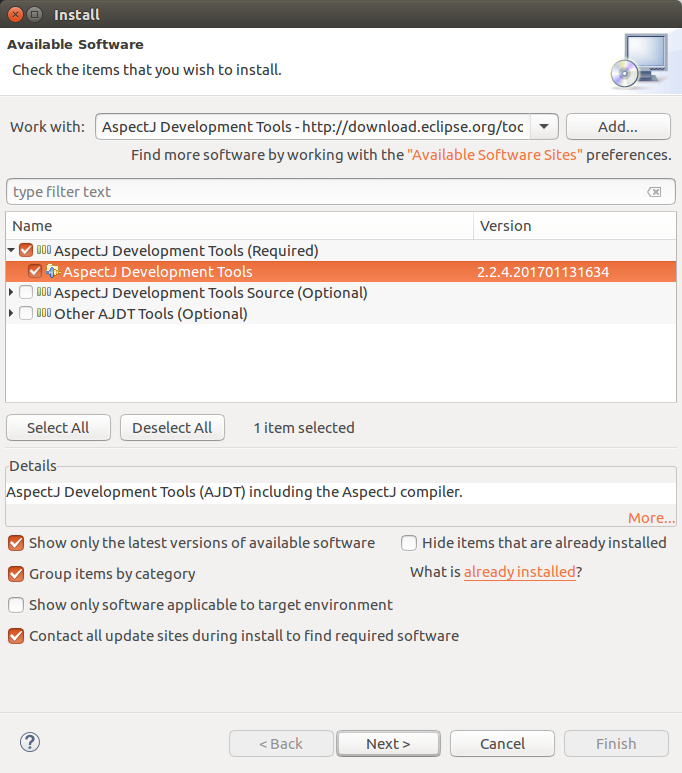 Install
Available Software
Check the items that you wish to install.
Work with: AspectJ Development Tools - http://download.eclipse.org/too Add...
Find more software by working with the "Available Software Sites" preferences.
type filter text
Name Version
AspectJ Development Tools (Required)
AspectJ Development Tools 2.2.4.201701131634
AspectJ Development Tools Source (Optional)
Other AJDT Tools (Optional)
Select All Deselect All 1 item selected
Details
AspectJ Development Tools (AJDT) including the AspectJ compiler.
More...
Show only the latest versions of available software Hide items that are already installed
Group items by category What is already installed?
Show only software applicable to target environment
Contact all update sites during install to find required software
? < Back Next > Cancel Finish